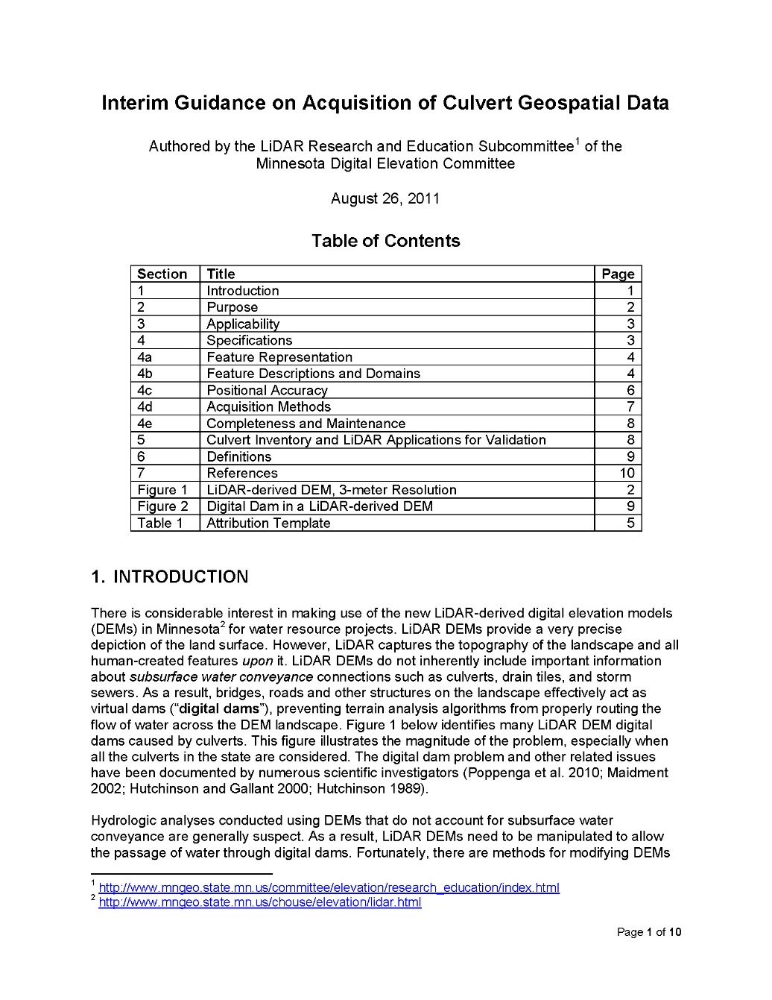 Interim Guidance on Acquisition of Culvert Geospatial Data
Authored by the LiDAR Research and Education Subcommittee1 of the
Minnesota Digital Elevation Committee
August 26, 2011
Table of Contents
Section Title Page
1 Introduction 1
2 Purpose 2
3 Applicability 3
4 Specifications 3
4a Feature Representation 4
4b Feature Descriptions and Domains 4
4c Positional Accuracy 6
4d Acquisition Methods 7
4e Completeness and Maintenance 8
5 Culvert Inventory and LiDAR Applications for Validation 8
6 Definitions 9
7 References 10
Figure 1 LiDAR-derived DEM, 3-meter Resolution 2
Figure 2 Digital Dam in a LiDAR-derived DEM 9
Table 1 Attribution Template 5
1. INTRODUCTION
There is considerable interest in making use of the new LiDAR-derived digital elevation models
(DEMs) in Minnesota2 for water resource projects. LiDAR DEMs provide a very precise
depiction of the land surface. However, LiDAR captures the topography of the landscape and all
human-created features upon it. LiDAR DEMs do not inherently include important information
about subsurface water conveyance connections such as culverts, drain tiles, and storm
sewers. As a result, bridges, roads and other structures on the landscape effectively act as
virtual dams (“digital dams”), preventing terrain analysis algorithms from properly routing the
flow of water across the DEM landscape. Figure 1 below identifies many LiDAR DEM digital
dams caused by culverts. This figure illustrates the magnitude of the problem, especially when
all the culverts in the state are considered. The digital dam problem and other related issues
have been documented by numerous scientific investigators (Poppenga et al. 2010; Maidment
2002; Hutchinson and Gallant 2000; Hutchinson 1989).
Hydrologic analyses conducted using DEMs that do not account for subsurface water
conveyance are generally suspect. As a result, LiDAR DEMs need to be manipulated to allow
the passage of water through digital dams. Fortunately, there are methods for modifying DEMs
1 http://www.mngeo.state.mn.us/committee/elevation/research_education/index.html
2 http://www.mngeo.state.mn.us/chouse/elevation/lidar.html
Page 1 of 10